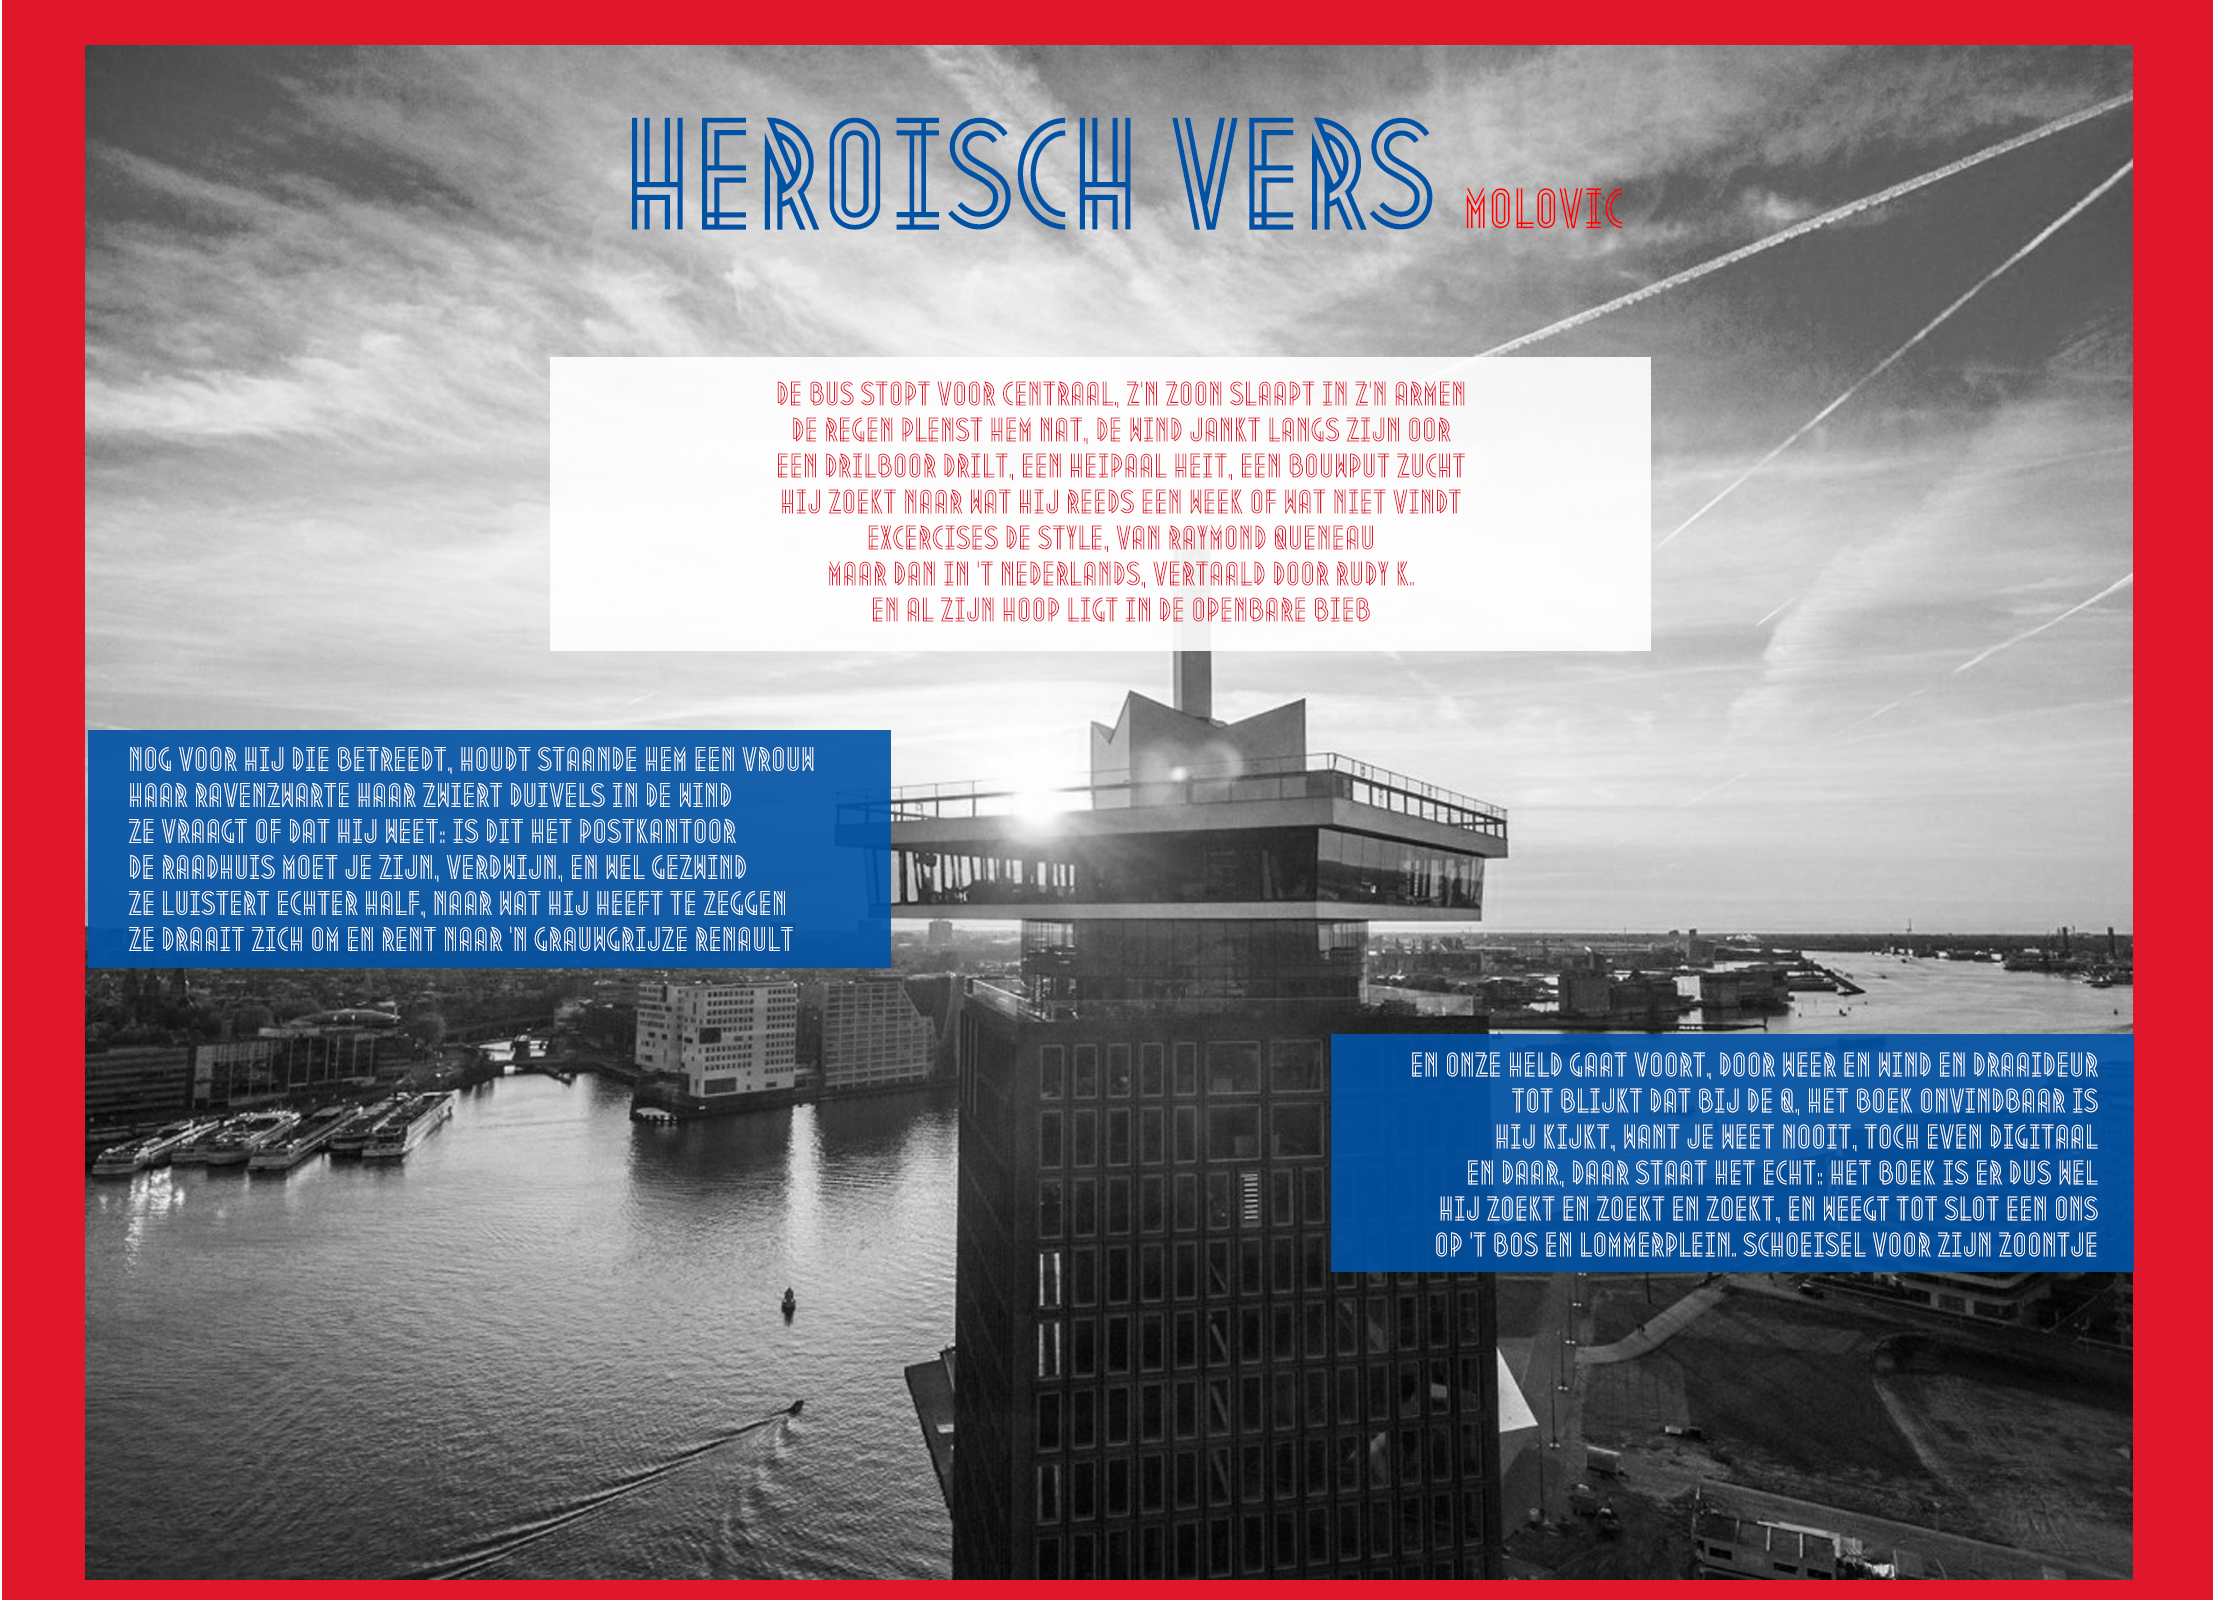 HEROISCH VERS MOLOVIC
DE BUS STOPT VOOR CENTRAAL, Z'N ZOON SLAAPT IN Z'N ARMEN
DE REGEN PLENST HEM NAT, DE WIND JANKT LANGS ZIJN OOR
EEN DRILBOOR DRILT, EEN HEIPAAL HEIT, EEN BOUWPUT ZUCHT
HIJ ZOEKT NAAR WAT HIJ REEDS EEN WEEK OF WAT NIET VINDT
EXCERCISES DE STYLE, VAN RAYMOND QUENEAU
MAAR DAN IN 'T NEDERLANDS, VERTAALD DOOR RUDY K.
EN AL ZIJN HOOP LIGT IN DE OPENBARE BIEB
NOG VOOR HIJ DIE BETREEDT, HOUDT STAANDE HEM EEN VROUW
HAAR RAVENZWARTE HAAR ZWIERT DUIVELS IN DE WIND
ZE VRAAGT OF DAT HIJ WEET: IS DIT HET POSTKANTOOR
DE RAADHUIS MOET JE ZIJN, VERDWIJN, EN WEL GEZWIND
ZE LUISTERT ECHTER HALF, NAAR WAT HIJ HEEFT TE ZEGGEN
ZE DRAAIT ZICH OM EN RENT NAAR 'N GRAUWGRIJZE RENAULT
EN ONZE HELD GAAT VOORT, DOOR WEER EN WIND EN DRAAIDEUR
TOT BLIJKT DAT BIJ DE Q, HET BOEK ONVINDBAAR IS
HIJ KIJKT, WANT JE WEET NOOIT, TOCH EVEN DIGITAAL
EN DAAR, DAAR STAAT HET ECHT: HET BOEK IS ER DUS WEL
HIJ ZOEKT EN ZOEKT EN ZOEKT, EN WEEGT TOT SLOT EEN ONS
OP 'T BOS EN LOMMERPLEIN. SCHOEISEL VOOR ZIJN ZOONTJE